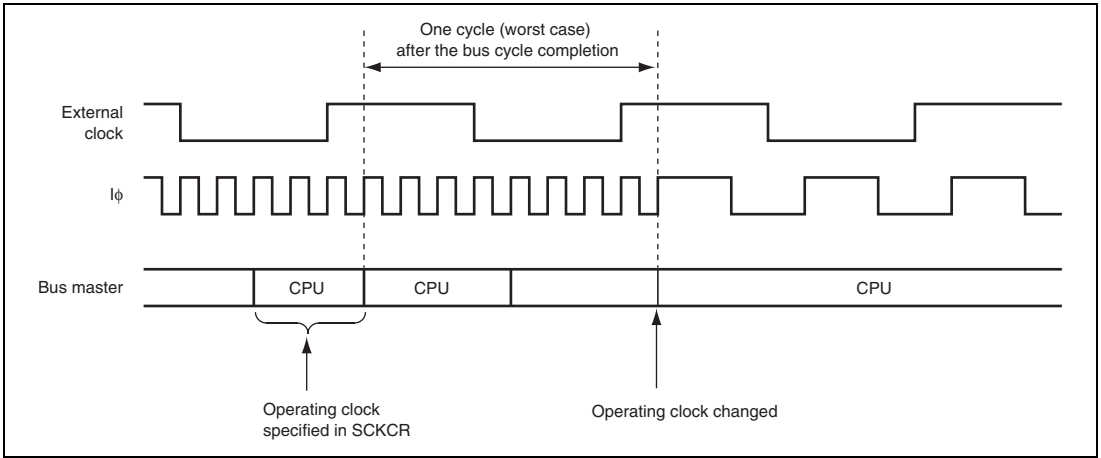 One cycle (worst case)
after the bus cycle completion
External
clock
Iϕ
Bus master
CPU
CPU
CPU
Operating clock
specified in SCKCR
Operating clock changed